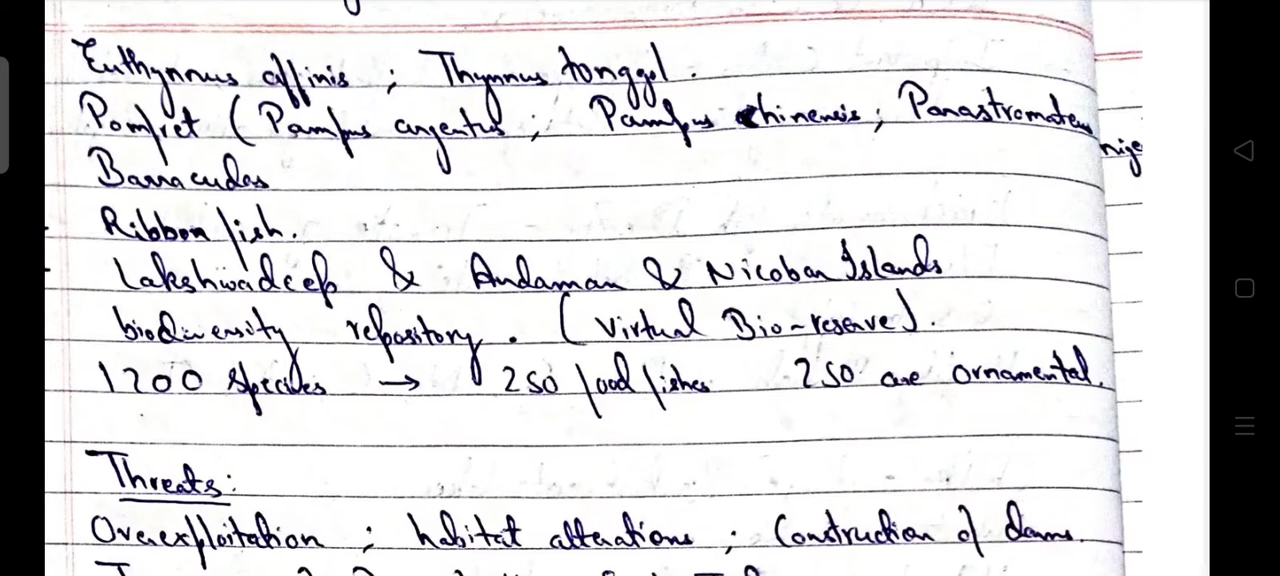 Euthynnus affinis ; Thynnus tonggol.
Pomfret ( Pampus argentus ; Pampus chinensis ; Parastromateus nige
Barracudas
Ribbon fish.
Lakshwadeep & Andaman & Nicobar Islands
biodiversity repository. (Virtual Bio-reserve).
1200 species → 250 food fishes 250 are ornamental.
Threats:
Overexploitation ; habitat alterations ; Construction of dams.